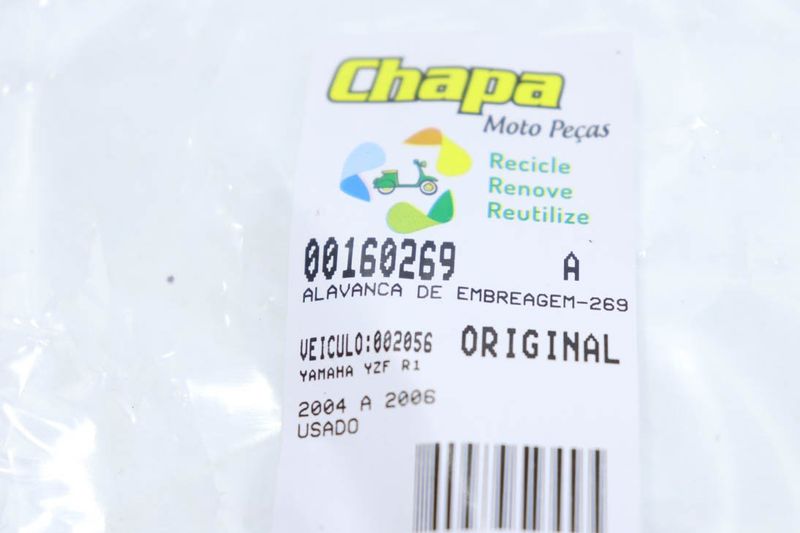 Chapa
Moto Peças
Recicle
Renove
Reutilize
00160269 A
ALAVANCA DE EMBREAGEM-269
VEICULO:002056 ORIGINAL
YAMAHA YZF R1
2004 A 2006
USADO